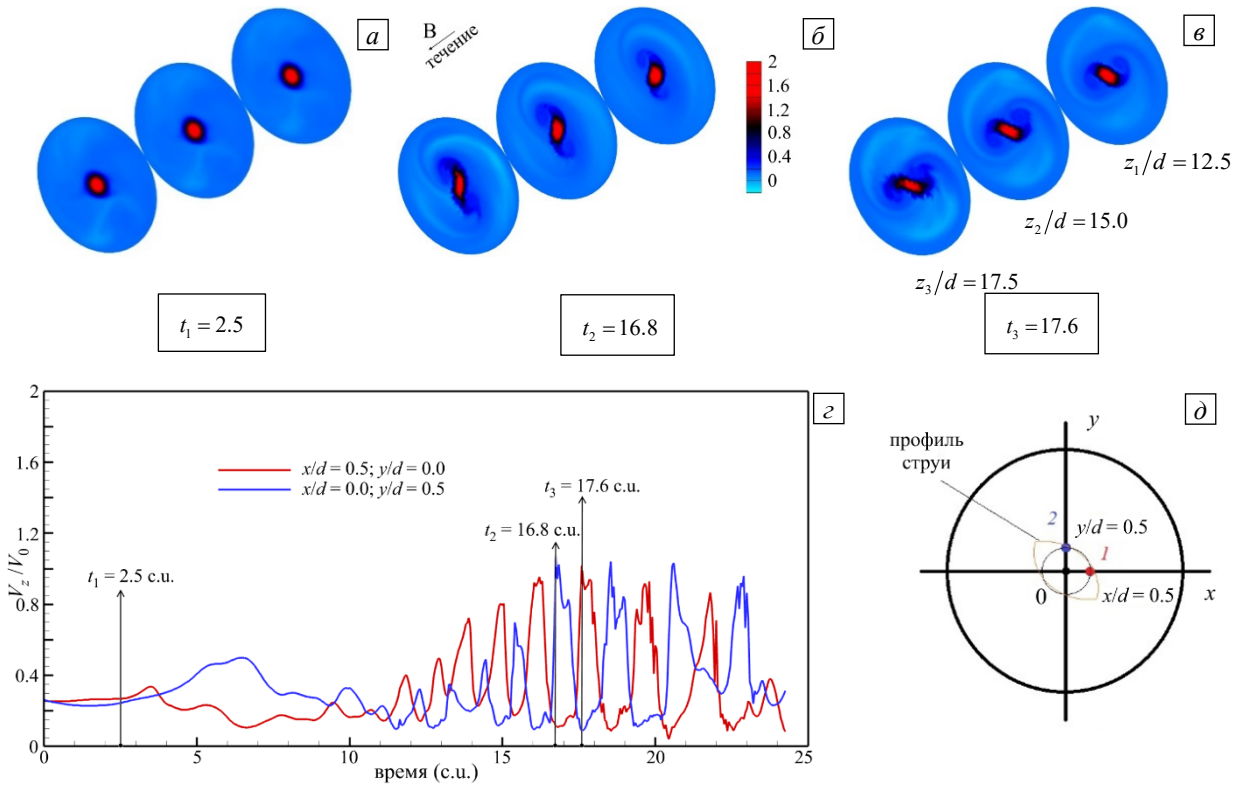 а
В
течение
б
2
1.6
1.2
0.8
0.4
0
в
z₁/d = 12.5
z₂/d = 15.0
z₃/d = 17.5
t₁ = 2.5
t₂ = 16.8
t₃ = 17.6
г
2
1.6
1.2
0.8
0.4
0
V_z/V₀
x/d = 0.5; y/d = 0.0
x/d = 0.0; y/d = 0.5
t₁ = 2.5 c.u.
t₂ = 16.8 c.u.
t₃ = 17.6 c.u.
0 5 10 15 20 25
время (c.u.)
д
y
профиль
струи
2
y/d = 0.5
1
0
x/d = 0.5
x